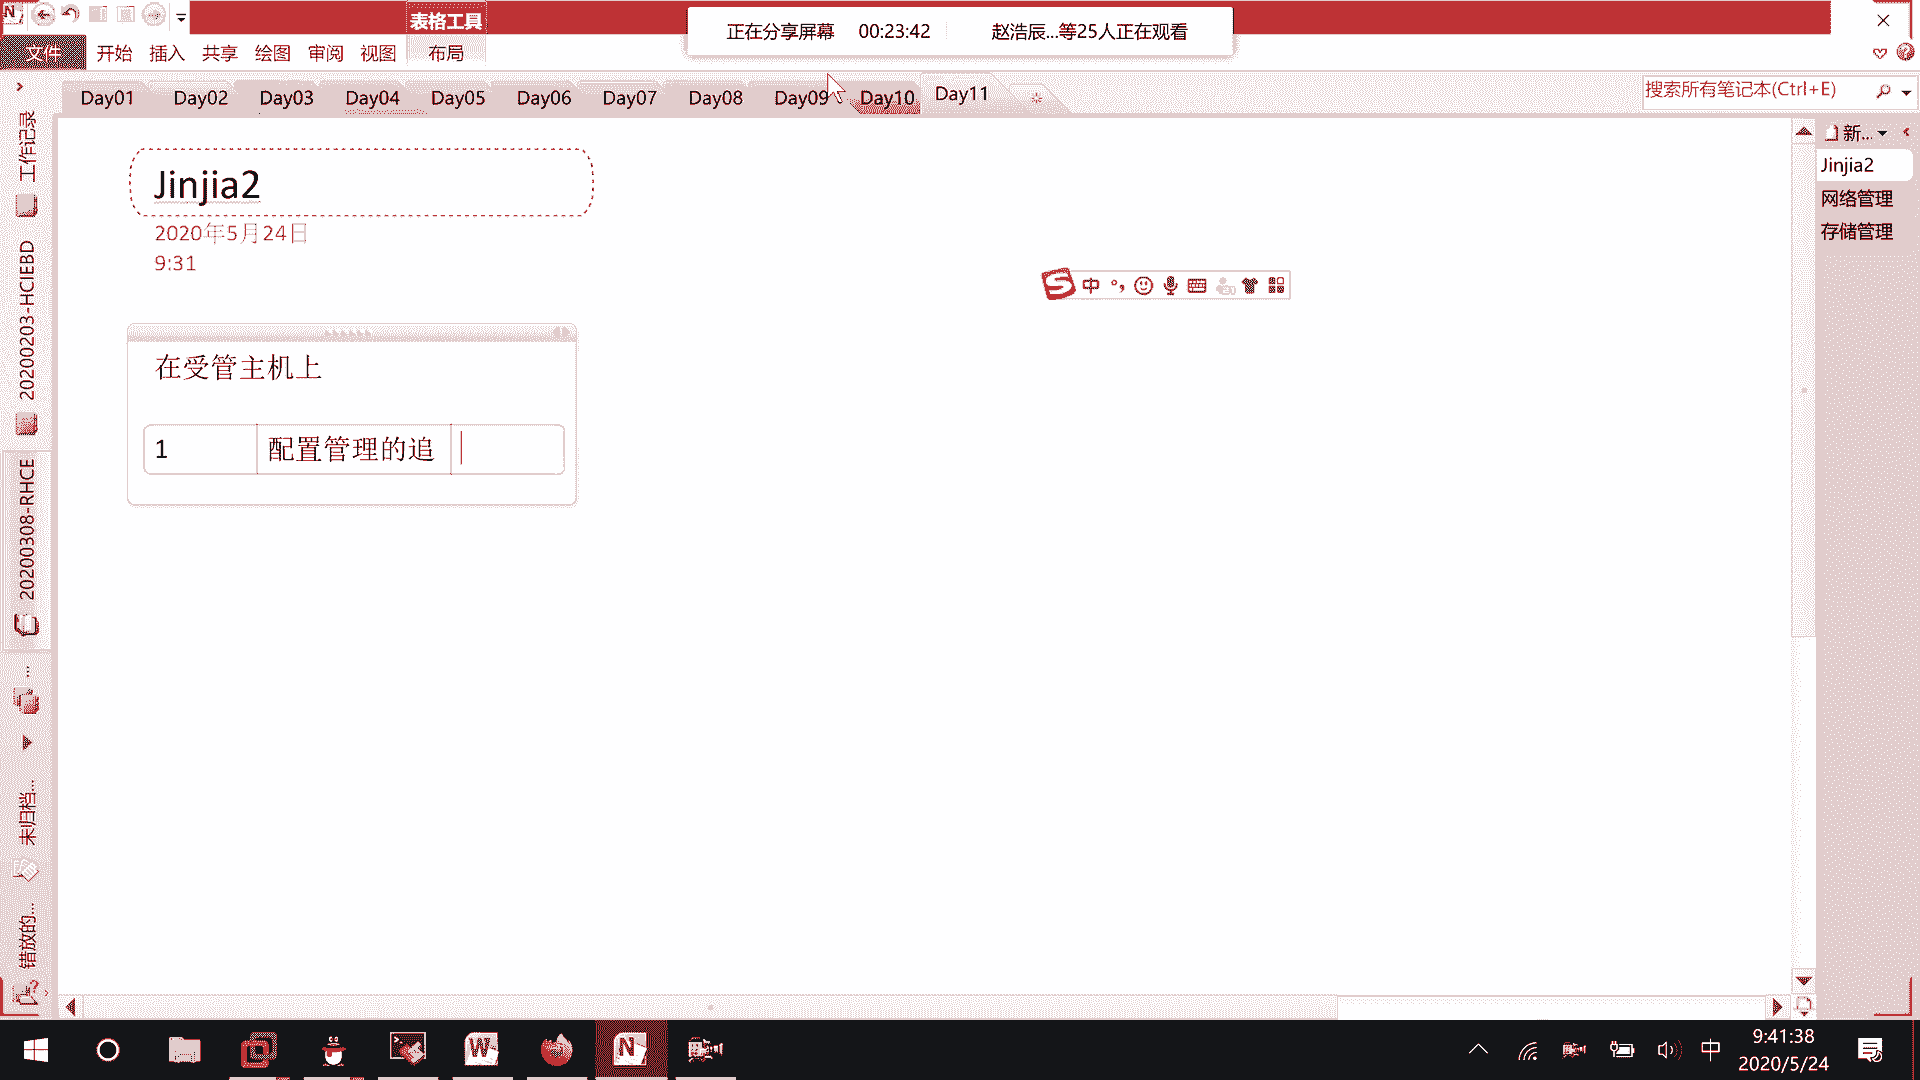 表格工具
正在分享屏幕 00:23:42 赵浩辰...等25人正在观看
文件 开始 插入 共享 绘图 审阅 视图 布局
Day01 Day02 Day03 Day04 Day05 Day06 Day07 Day08 Day09 Day10 Day11
搜索所有笔记本(Ctrl+E)
工作记录
20200203-HCIEBD
20200308-RHCE
...
未归档...
错放的...
Jinjia2
2020年5月24日
9:31
在受管主机上
1 配置管理的追
中
新...
Jinjia2
网络管理
存储管理
中
9:41:38
2020/5/24